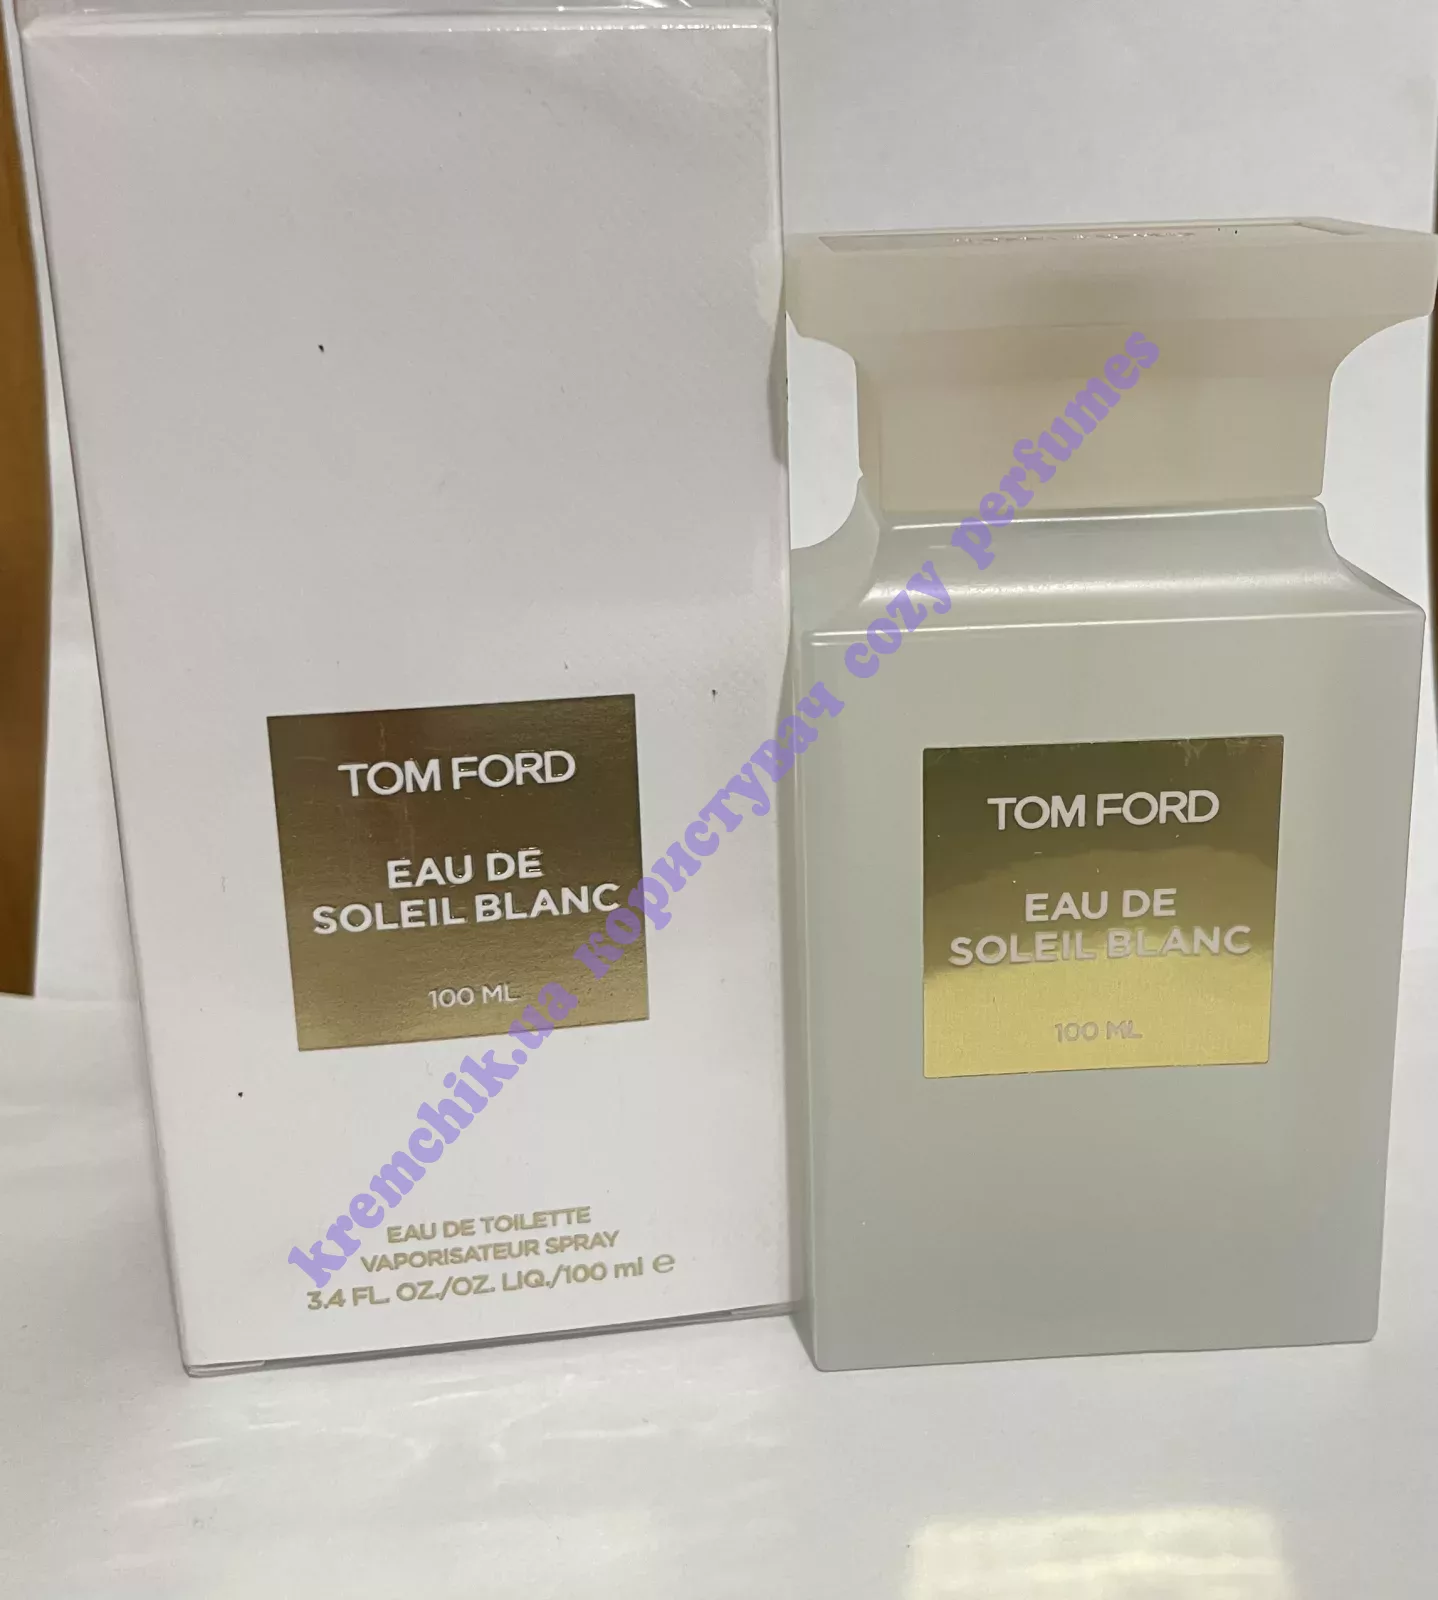 TOM FORD
EAU DE
SOLEIL BLANC
100 ML
EAU DE TOILETTE
VAPORISATEUR SPRAY
3.4 FL. OZ./OZ. LIQ./100 ml e
TOM FORD
EAU DE
SOLEIL BLANC
100 ML
kremchik.ua користувач cozy perfumes